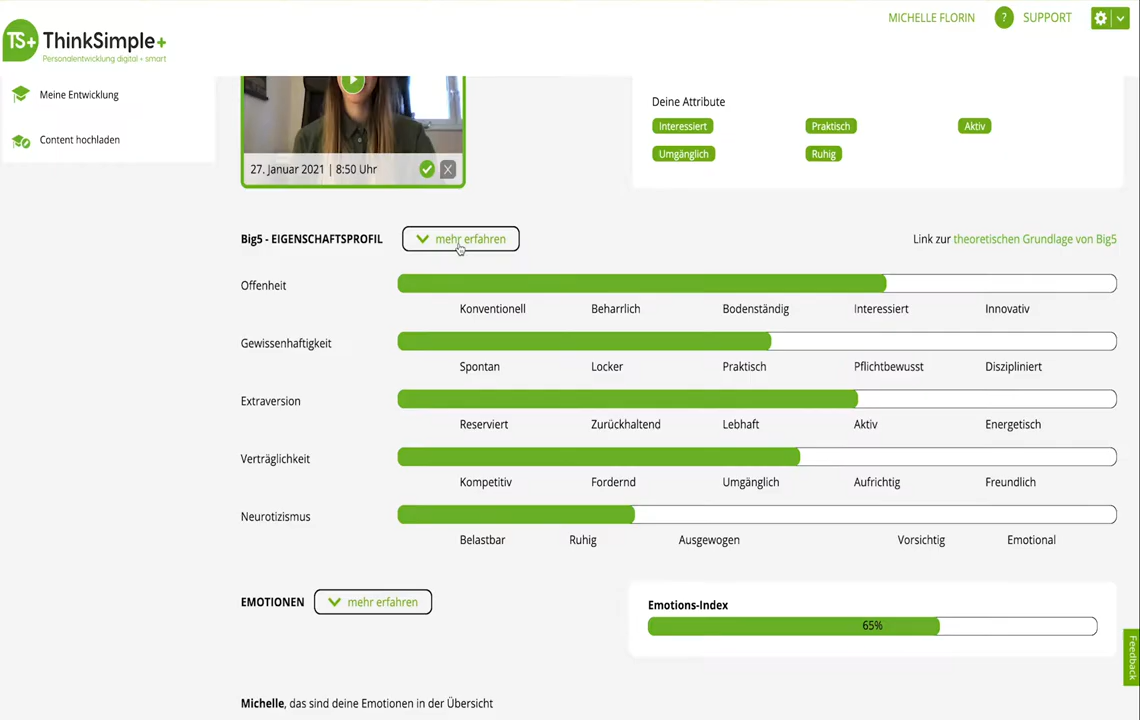 MICHELLE FLORIN
?
SUPPORT
TS+ ThinkSimple+
Personalentwicklung digital + smart
Meine Entwicklung
Content hochladen
27. Januar 2021 | 8:50 Uhr
X
Deine Attribute
Interessiert Praktisch Aktiv
Umgänglich Ruhig
Big5 - EIGENSCHAFTSPROFIL
mehr erfahren
Link zur theoretischen Grundlage von Big5
Offenheit
Konventionell Beharrlich Bodenständig Interessiert Innovativ
Gewissenhaftigkeit
Spontan Locker Praktisch Pflichtbewusst Diszipliniert
Extraversion
Reserviert Zurückhaltend Lebhaft Aktiv Energetisch
Verträglichkeit
Kompetitiv Fordernd Umgänglich Aufrichtig Freundlich
Neurotizismus
Belastbar Ruhig Ausgewogen Vorsichtig Emotional
EMOTIONEN
mehr erfahren
Emotions-Index
65%
Feedback
Michelle, das sind deine Emotionen in der Übersicht